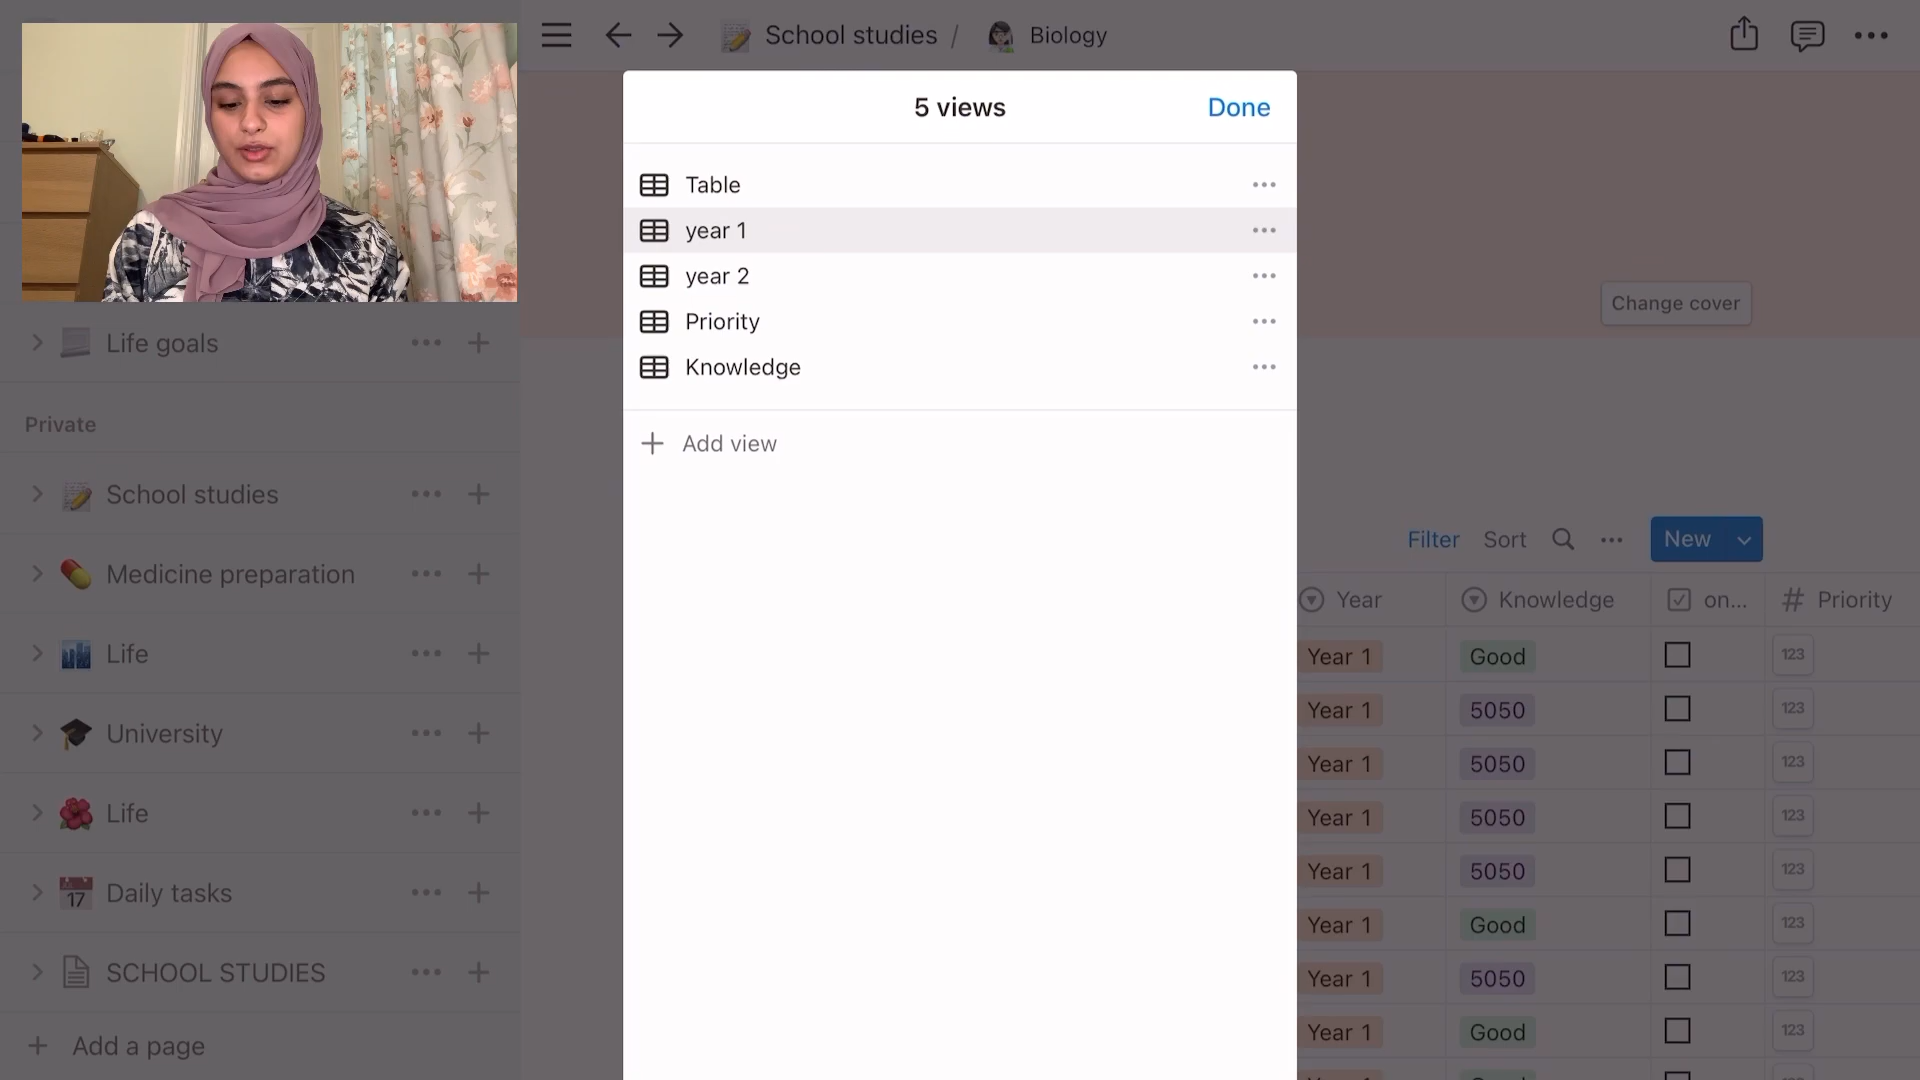 School studies / Biology
5 views Done
Table
year 1
year 2
Priority
Knowledge
Add view
Change cover
Life goals
Private
School studies
Medicine preparation
Life
University
Life
17 Daily tasks
SCHOOL STUDIES
Add a page
Filter Sort New
Year Knowledge on... # Priority
Year 1 Good 123
Year 1 5050 123
Year 1 5050 123
Year 1 5050 123
Year 1 5050 123
Year 1 Good 123
Year 1 5050 123
Year 1 Good 123